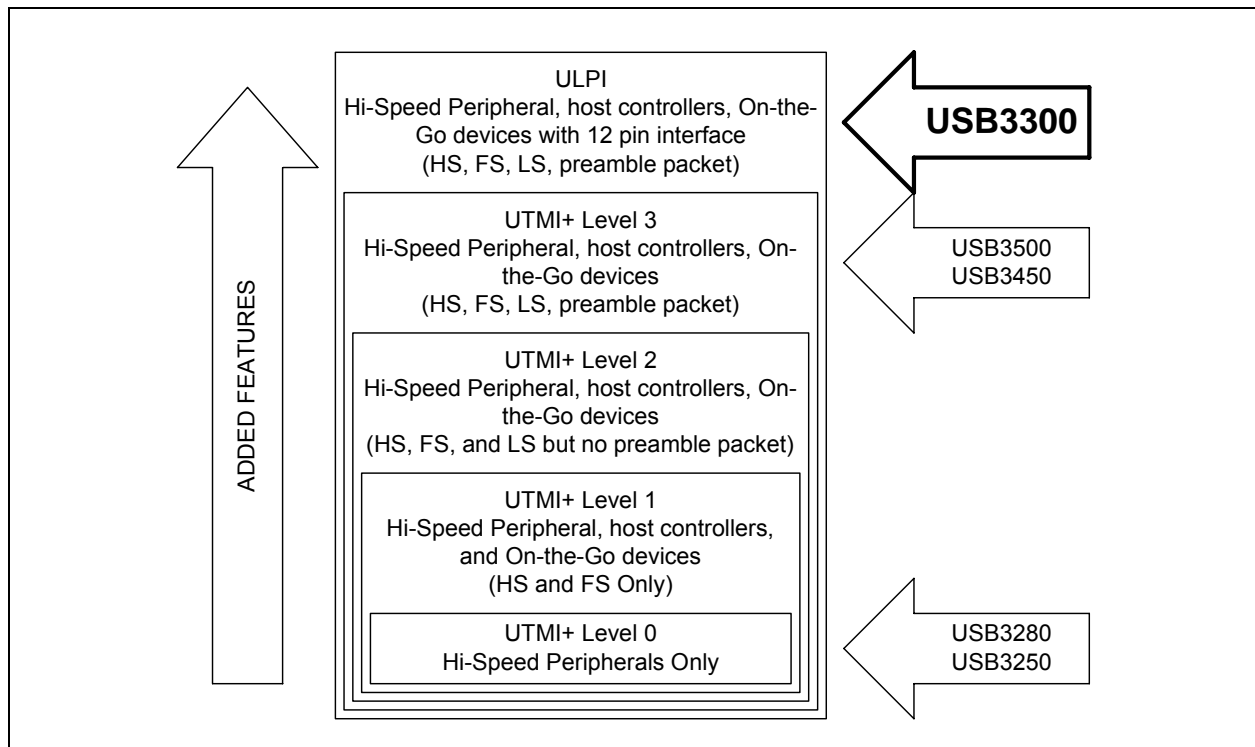 ULPI
Hi-Speed Peripheral, host controllers, On-the-
Go devices with 12 pin interface
(HS, FS, LS, preamble packet)
USB3300
UTMI+ Level 3
Hi-Speed Peripheral, host controllers, On-
the-Go devices
(HS, FS, LS, preamble packet)
USB3500
USB3450
UTMI+ Level 2
Hi-Speed Peripheral, host controllers, On-
the-Go devices
(HS, FS, and LS but no preamble packet)
ADDED FEATURES
UTMI+ Level 1
Hi-Speed Peripheral, host controllers,
and On-the-Go devices
(HS and FS Only)
UTMI+ Level 0
Hi-Speed Peripherals Only
USB3280
USB3250